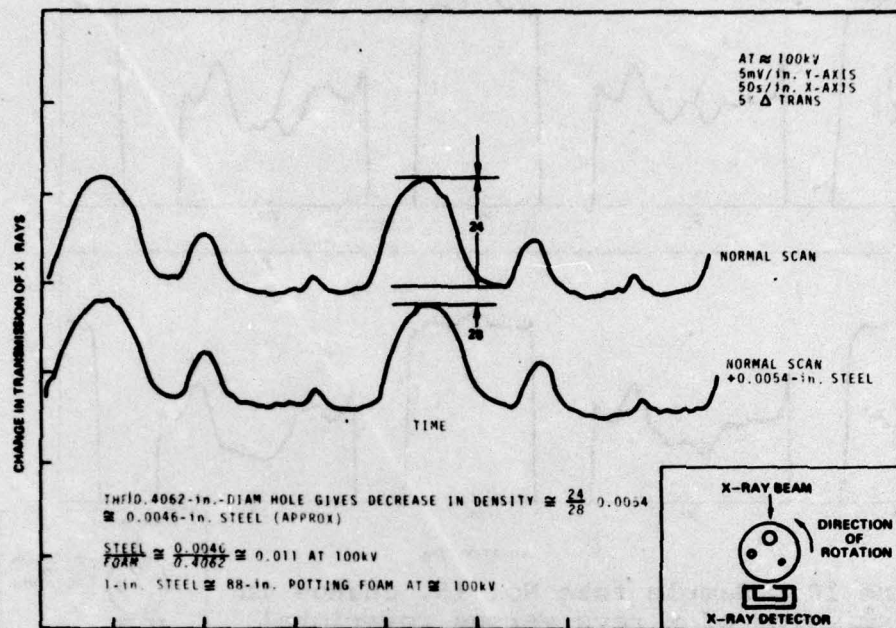 AT ≈ 100kV
5mV/in. Y-AXIS
50s/in. X-AXIS
5% Δ TRANS
CHANGE IN TRANSMISSION OF X RAYS
24
NORMAL SCAN
28
NORMAL SCAN
+0.0054-in. STEEL
TIME
THE 0.4062-in.-DIAM HOLE GIVES DECREASE IN DENSITY ≅ 24/28 0.0054
≅ 0.0046-in. STEEL (APPROX)
STEEL/FOAM ≅ 0.0046/0.4062 ≅ 0.011 AT 100kV
1-in. STEEL ≅ 88-in. POTTING FOAM AT ≅ 100kV
X-RAY BEAM
DIRECTION
OF
ROTATION
X-RAY DETECTOR